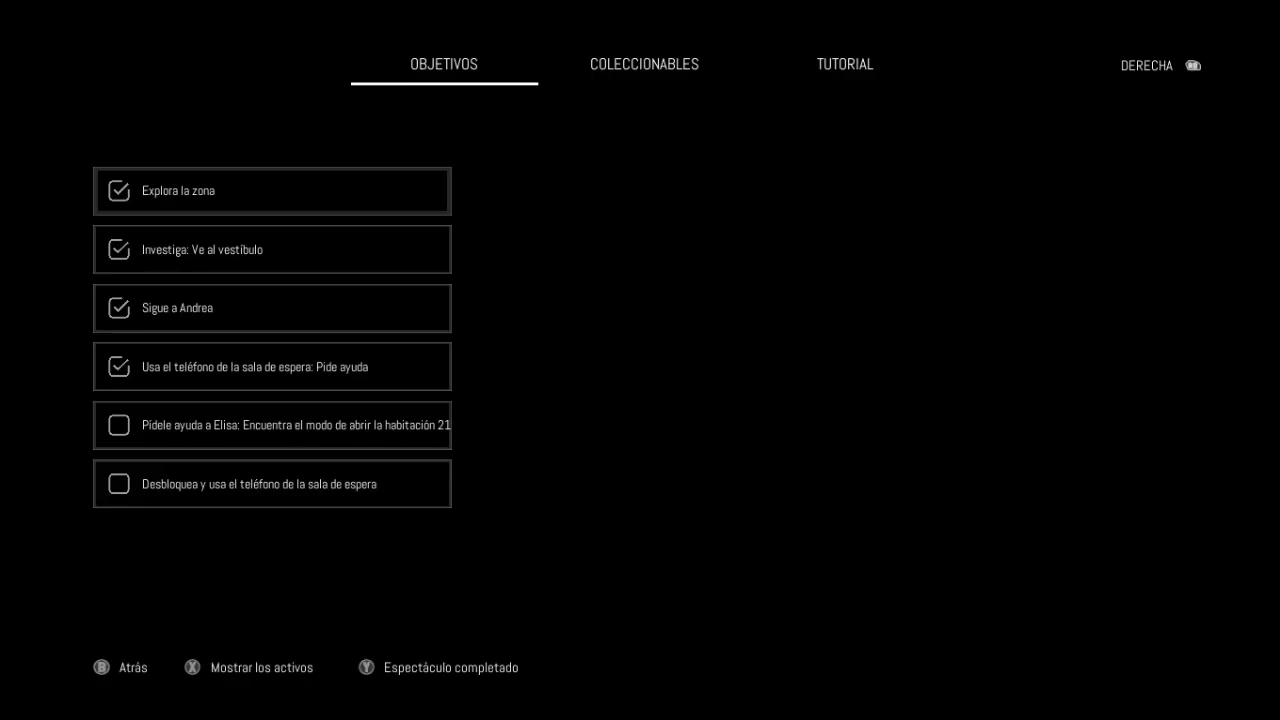 OBJETIVOS
COLECCIONABLES
TUTORIAL
DERECHA RB
Explora la zona
Investiga: Ve al vestíbulo
Sigue a Andrea
Usa el teléfono de la sala de espera: Pide ayuda
Pídele ayuda a Elisa: Encuentra el modo de abrir la habitación 21
Desbloquea y usa el teléfono de la sala de espera
B Atrás
X Mostrar los activos
Y Espectáculo completado